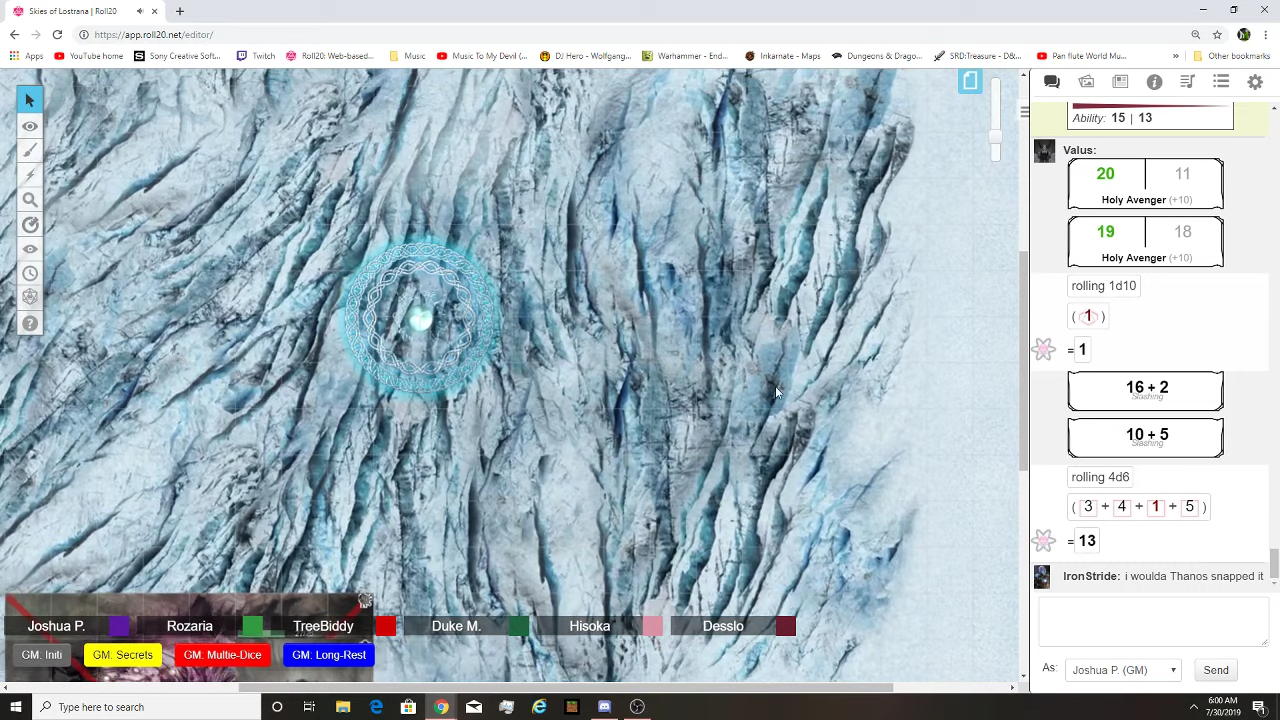 Skies of Lostrana | Roll20
https://app.roll20.net/editor/
Apps YouTube home Sony Creative Soft... Twitch Roll20: Web-based... Music Music To My Devil (... DJ Hero - Wolfgang... Warhammer - End... Inkarnate - Maps Dungeons & Drago... SRD:Treasure - D&... Pan flute World Mu... » Other bookmarks
Ability: 15 | 13
Valus:
20 11
Holy Avenger (+10)
19 18
Holy Avenger (+10)
rolling 1d10
( 1 )
= 1
16 + 2
Slashing
10 + 5
Slashing
rolling 4d6
( 3 + 4 + 1 + 5 )
= 13
IronStride: i woulda Thanos snapped it
As: Joshua P. (GM) Send
Joshua P. Rozaria TreeBiddy Duke M. Hisoka Desslo
GM: Initi GM: Secrets GM: Multie-Dice GM: Long-Rest
Type here to search
6:00 AM
7/30/2019